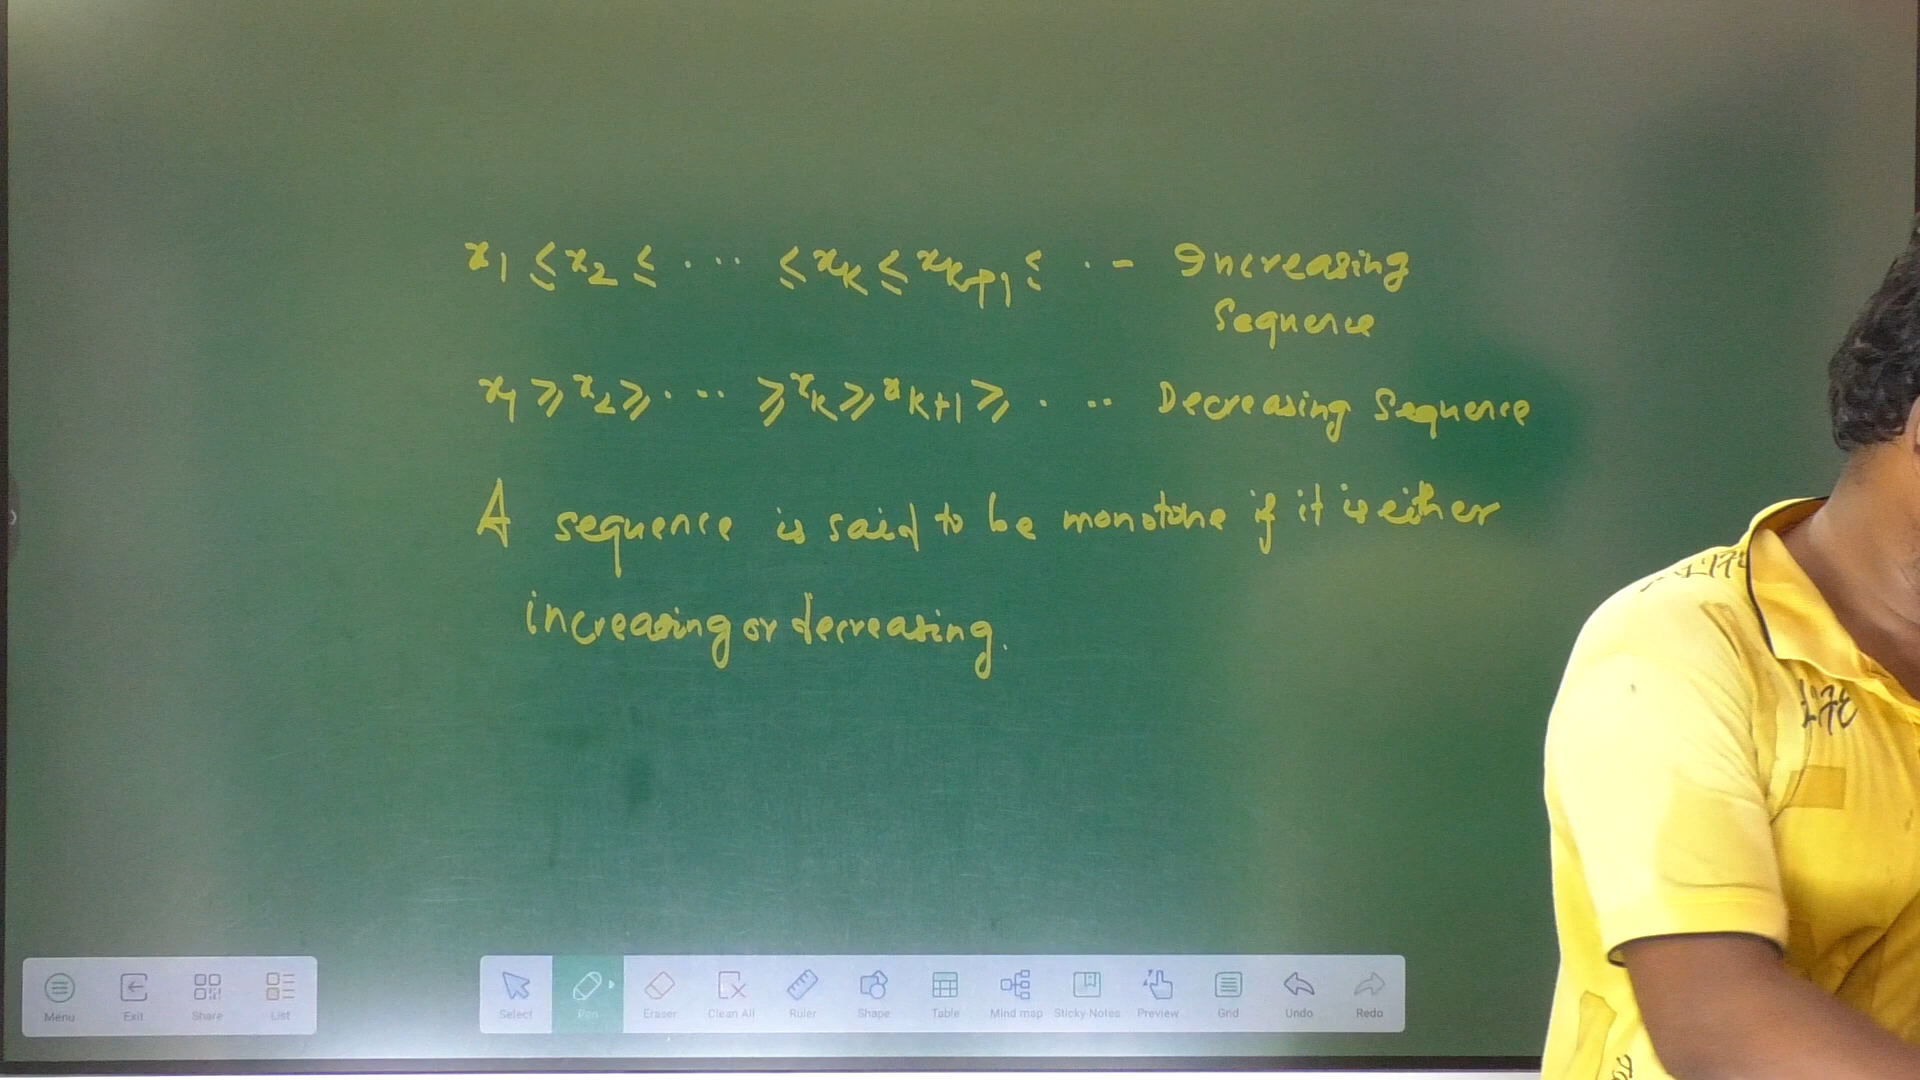 x₁ ≤ x₂ ≤ ... ≤ xₖ ≤ xₖ₊₁ ≤ .. - Increasing
Sequence
x₁ ≥ x₂ ≥ ... ≥ xₖ ≥ xₖ₊₁ ≥ ... Decreasing Sequence
A sequence is said to be monotone if it is either
increasing or decreasing.
LIFE
Menu Exit Share List
Select Pen Eraser Clean All Ruler Shape Table Mind map Sticky Notes Preview Grid Undo Redo